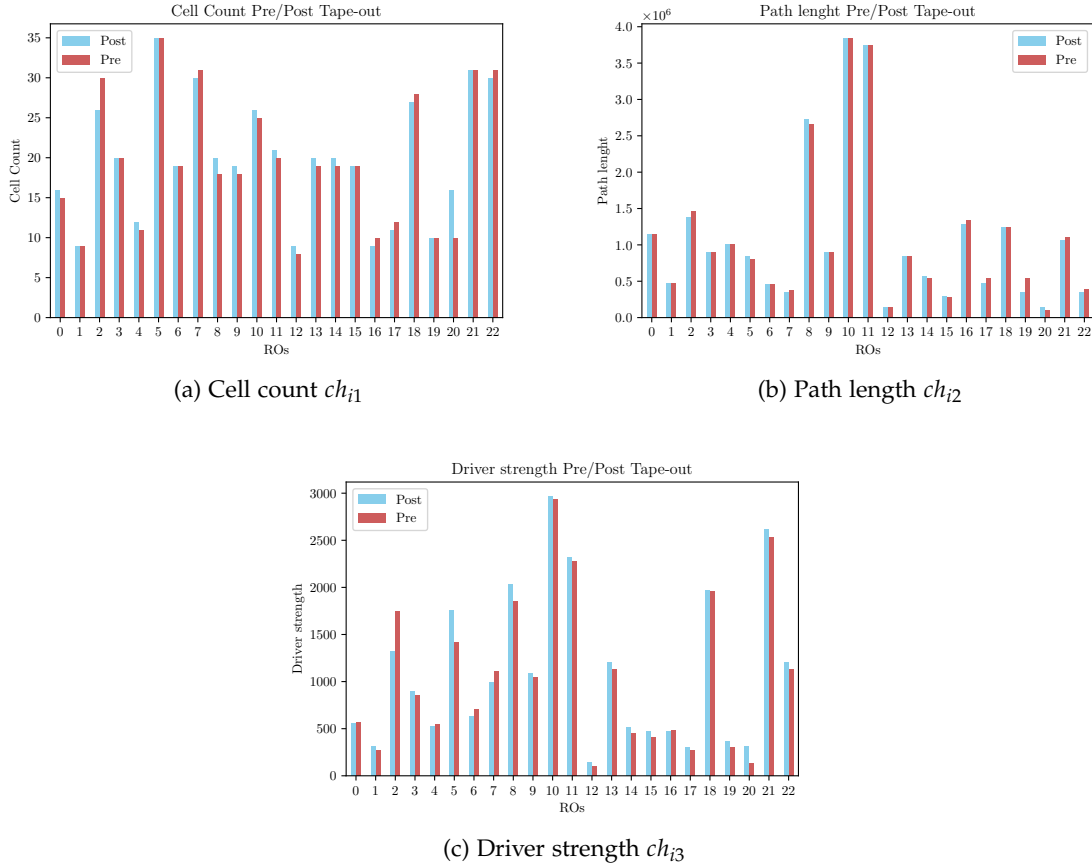 Cell Count Pre/Post Tape-out
35
30
25
20
15
10
5
0
Cell Count
Post
Pre
0 1 2 3 4 5 6 7 8 9 10 11 12 13 14 15 16 17 18 19 20 21 22
ROs
(a) Cell count ch_{i1}
Path lenght Pre/Post Tape-out
×10^6
4.0
3.5
3.0
2.5
2.0
1.5
1.0
0.5
0.0
Path lenght
Post
Pre
0 1 2 3 4 5 6 7 8 9 10 11 12 13 14 15 16 17 18 19 20 21 22
ROs
(b) Path length ch_{i2}
Driver strength Pre/Post Tape-out
3000
2500
2000
1500
1000
500
0
Driver strength
Post
Pre
0 1 2 3 4 5 6 7 8 9 10 11 12 13 14 15 16 17 18 19 20 21 22
ROs
(c) Driver strength ch_{i3}